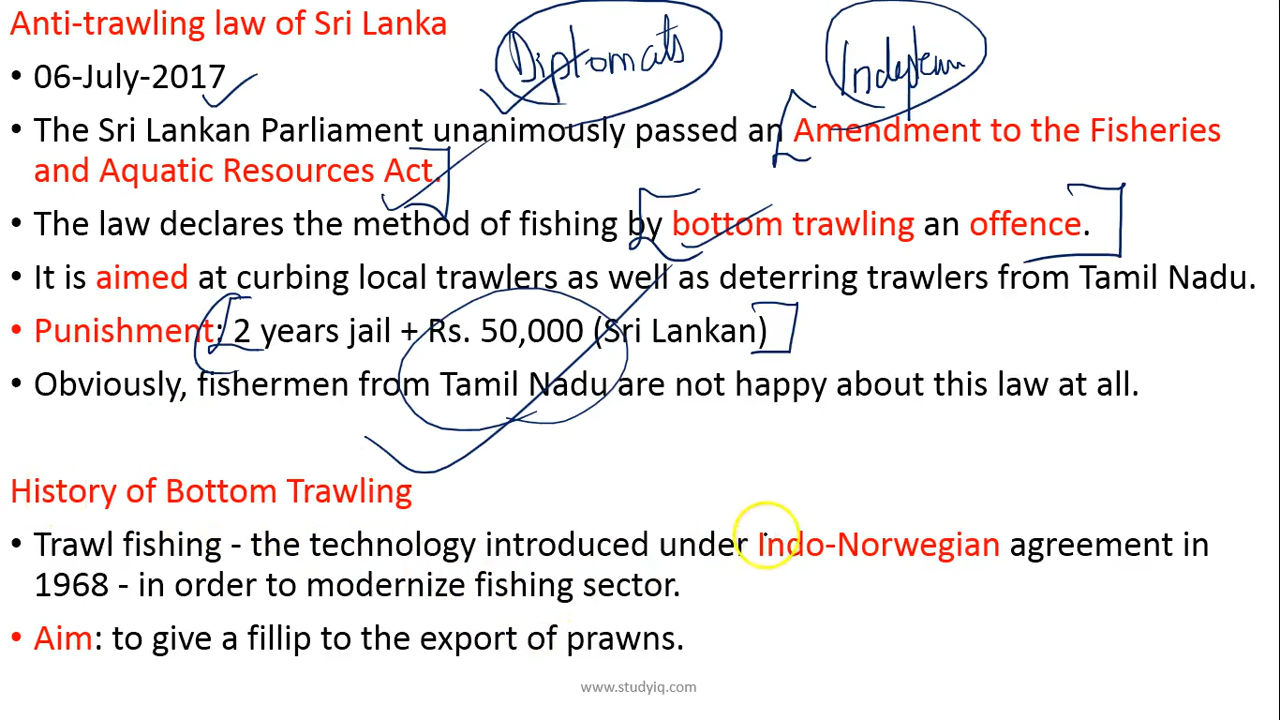 Anti-trawling law of Sri Lanka
Diptomats
• 06-July-2017
• The Sri Lankan Parliament unanimously passed an Amendment to the Fisheries
and Aquatic Resources Act.
• The law declares the method of fishing by bottom trawling an offence.
• It is aimed at curbing local trawlers as well as deterring trawlers from Tamil Nadu.
• Punishment: 2 years jail + Rs. 50,000 (Sri Lankan)
• Obviously, fishermen from Tamil Nadu are not happy about this law at all.
History of Bottom Trawling
• Trawl fishing - the technology introduced under Indo-Norwegian agreement in
1968 - in order to modernize fishing sector.
• Aim: to give a fillip to the export of prawns.
www.studyiq.com